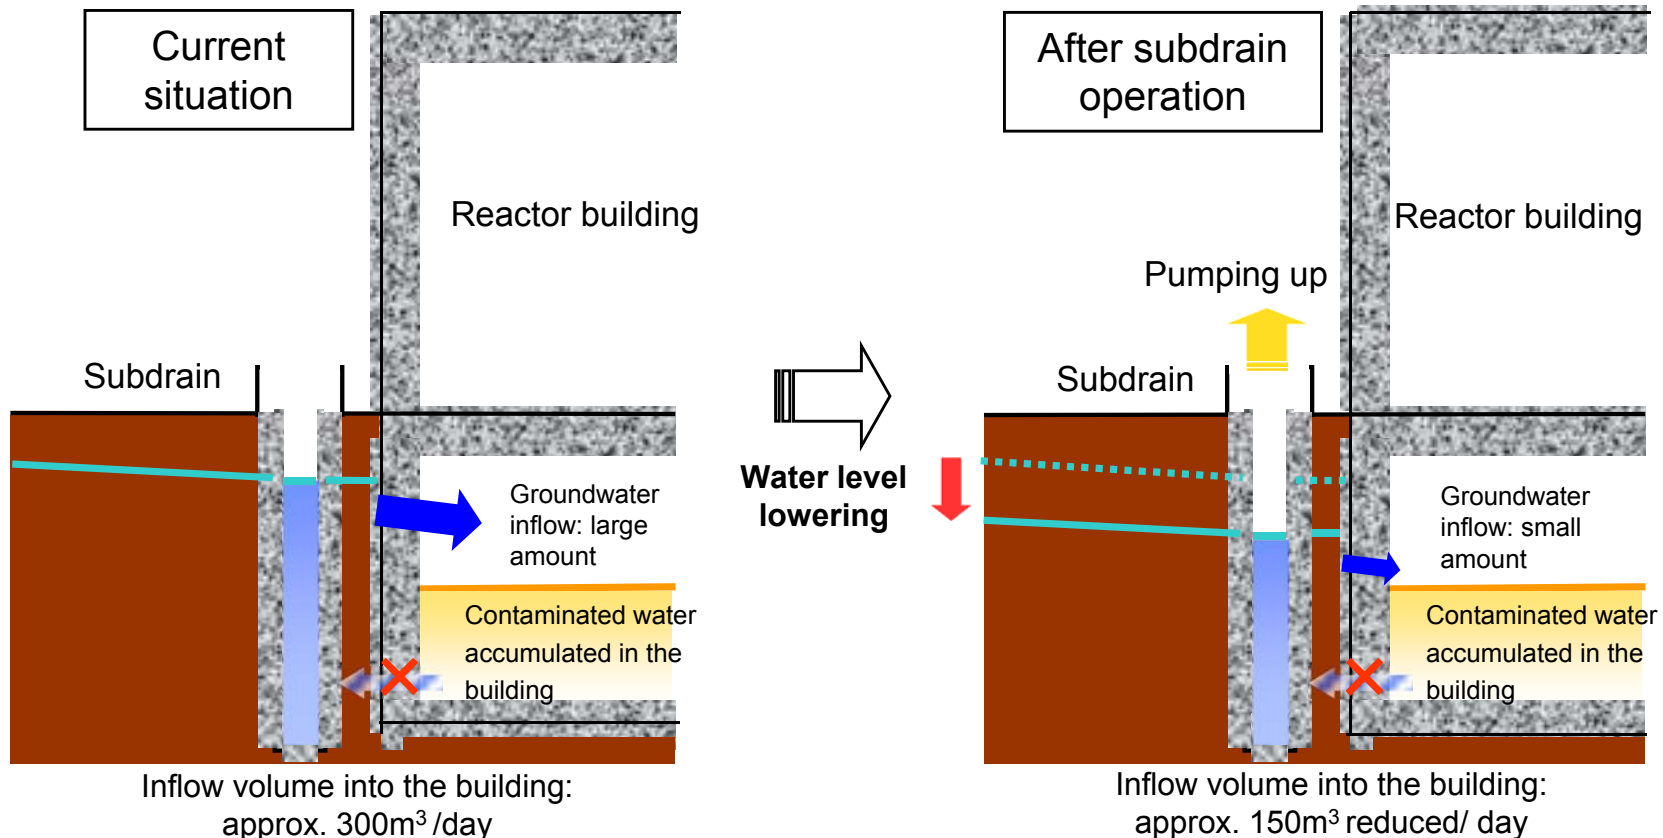 Current
situation
Reactor building
Subdrain
Groundwater
inflow: large
amount
Contaminated water
accumulated in the
building
Inflow volume into the building:
approx. 300m³ /day
Water level
lowering
After subdrain
operation
Reactor building
Pumping up
Subdrain
Groundwater
inflow: small
amount
Contaminated water
accumulated in the
building
Inflow volume into the building:
approx. 150m³ reduced/ day